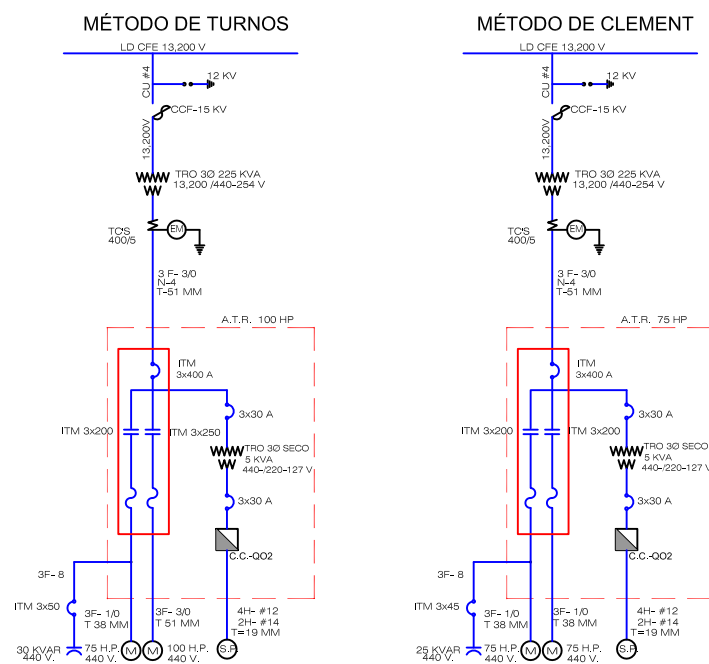 MÉTODO DE TURNOS
LD CFE 13,200 V
CU #4
12 KV
CCF-15 KV
13,200V
TRO 3Ø 225 KVA
13,200 /440-254 V
TC'S
400/5
EM
3 F- 3/0
N-4
T-51 MM
A.T.R. 100 HP
ITM
3x400 A
3x30 A
ITM 3x200
ITM 3x250
TRO 3Ø SECO
5 KVA
440-/220-127 V
3x30 A
C.C.-QO2
3F- 8
ITM 3x50
3F- 1/0
T 38 MM
3F- 3/0
T 51 MM
4H- #12
2H- #14
T=19 MM
30 KVAR
440 V.
75 H.P.
440 V.
M
M
100 H.P.
440 V.
S.P.
MÉTODO DE CLEMENT
LD CFE 13,200 V
CU #4
12 KV
CCF-15 KV
13,200V
TRO 3Ø 225 KVA
13,200 /440-254 V
TC'S
400/5
EM
3 F- 3/0
N-4
T-51 MM
A.T.R. 75 HP
ITM
3x400 A
3x30 A
ITM 3x200
ITM 3x200
TRO 3Ø SECO
5 KVA
440-/220-127 V
3x30 A
C.C.-QO2
3F- 8
ITM 3x45
3F- 1/0
T 38 MM
3F- 1/0
T 38 MM
4H- #12
2H- #14
T=19 MM
25 KVAR
440 V.
75 H.P.
440 V.
M
M
75 H.P.
440 V.
S.P.